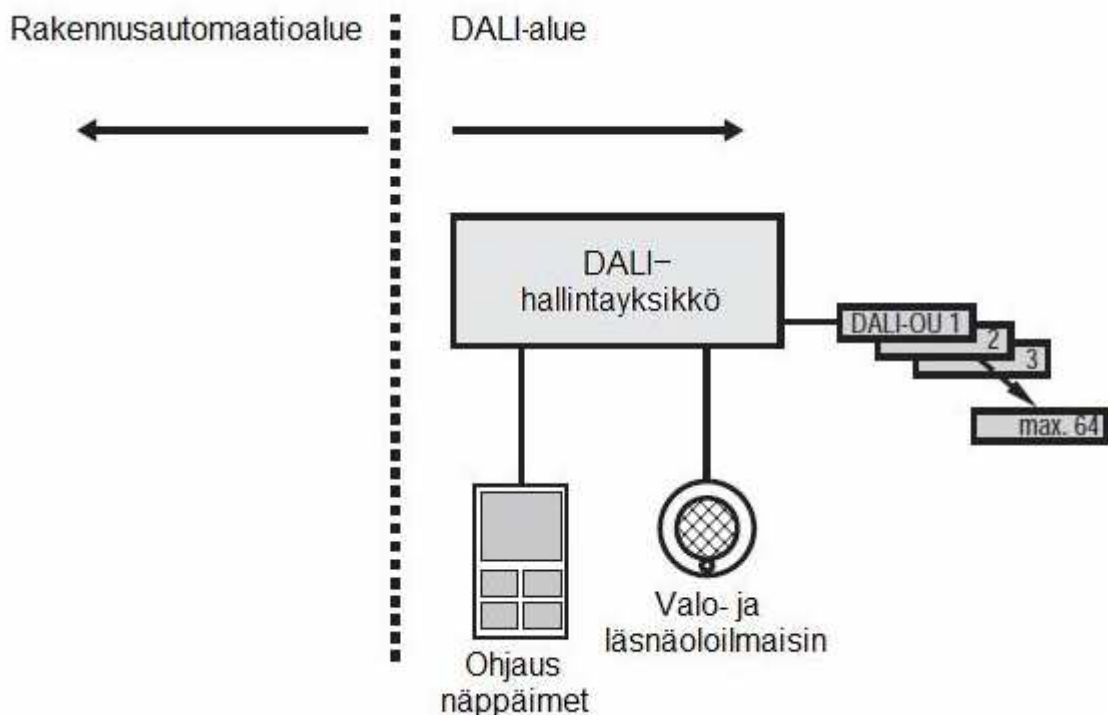 Rakennusautomaatioalue
DALI-alue
DALI–
hallintayksikkö
DALI-OU 1
2
3
max. 64
Valo- ja
läsnäoloilmaisin
Ohjaus
näppäimet